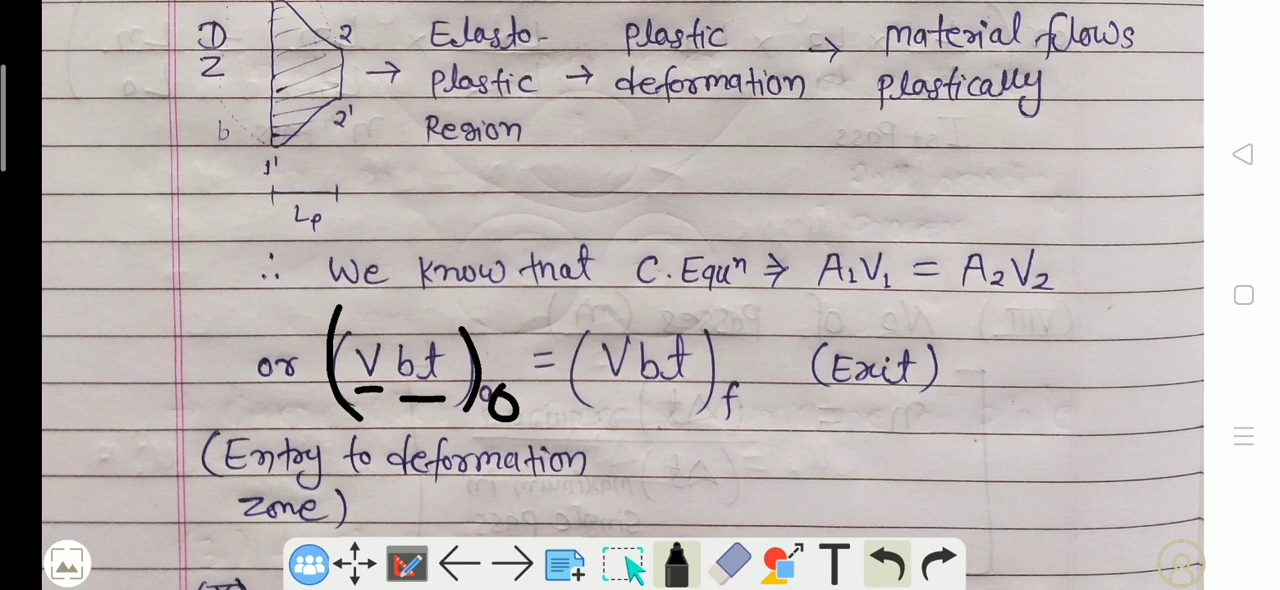 D 2 Elasto- plastic → material flows
Z → plastic → deformation plastically
b 2' Region
1'
Lp
∴ We know that C. Equⁿ ⇒ A₁V₁ = A₂V₂
or (Vbt)₀ = (Vbt)f (Exit)
(Entry to deformation
zone)
T